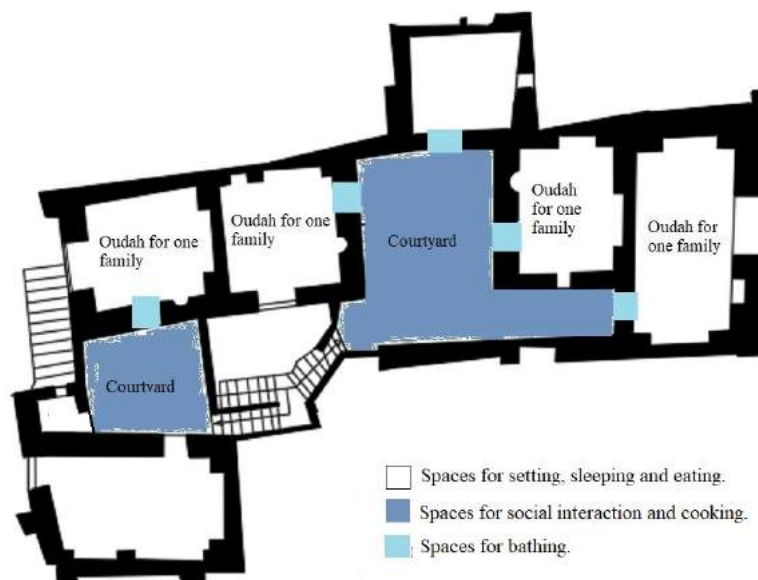 Oudah for one
family
Oudah for one
family
Courtyard
Oudah
for one
family
Oudah for
one family
Courtyard
Spaces for setting, sleeping and eating.
Spaces for social interaction and cooking.
Spaces for bathing.